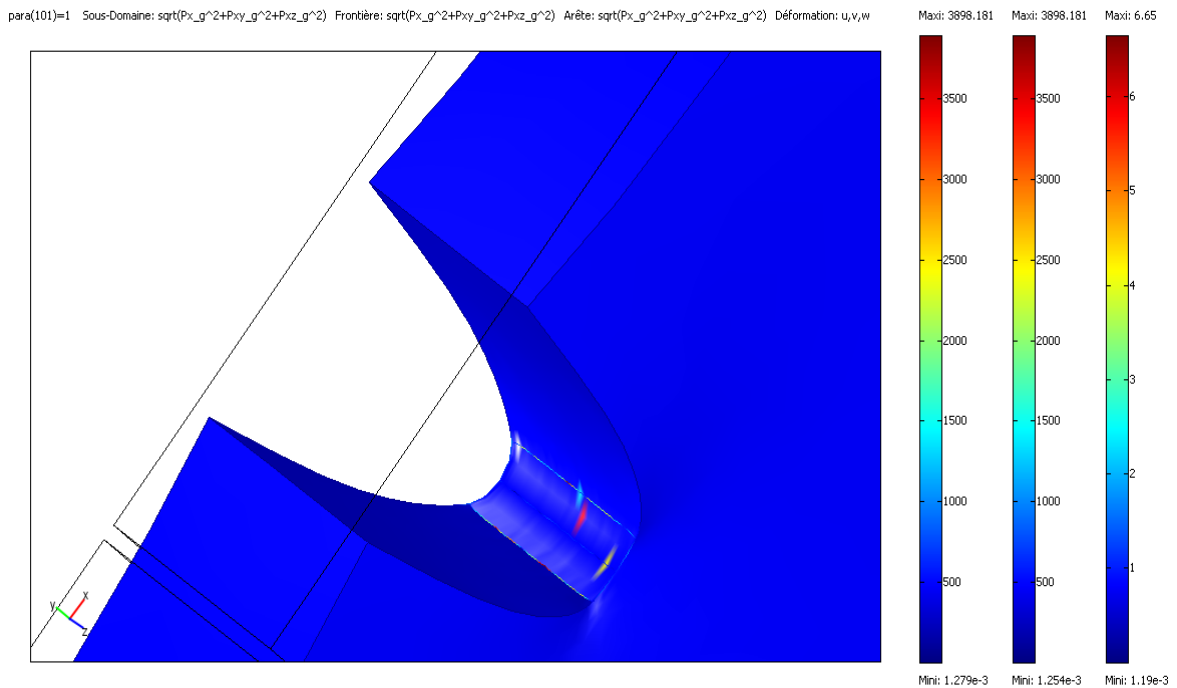 para(101)=1 Sous-Domaine: sqrt(Px_g^2+Pxy_g^2+Pxz_g^2) Frontière: sqrt(Px_g^2+Pxy_g^2+Pxz_g^2) Arête: sqrt(Px_g^2+Pxy_g^2+Pxz_g^2) Déformation: u,v,w
Maxi: 3898.181 Maxi: 3898.181 Maxi: 6.65
3500 3500 6
3000 3000 5
2500 2500 4
2000 2000 3
1500 1500 2
1000 1000 1
500 500
y x
z
Mini: 1.279e-3 Mini: 1.254e-3 Mini: 1.19e-3